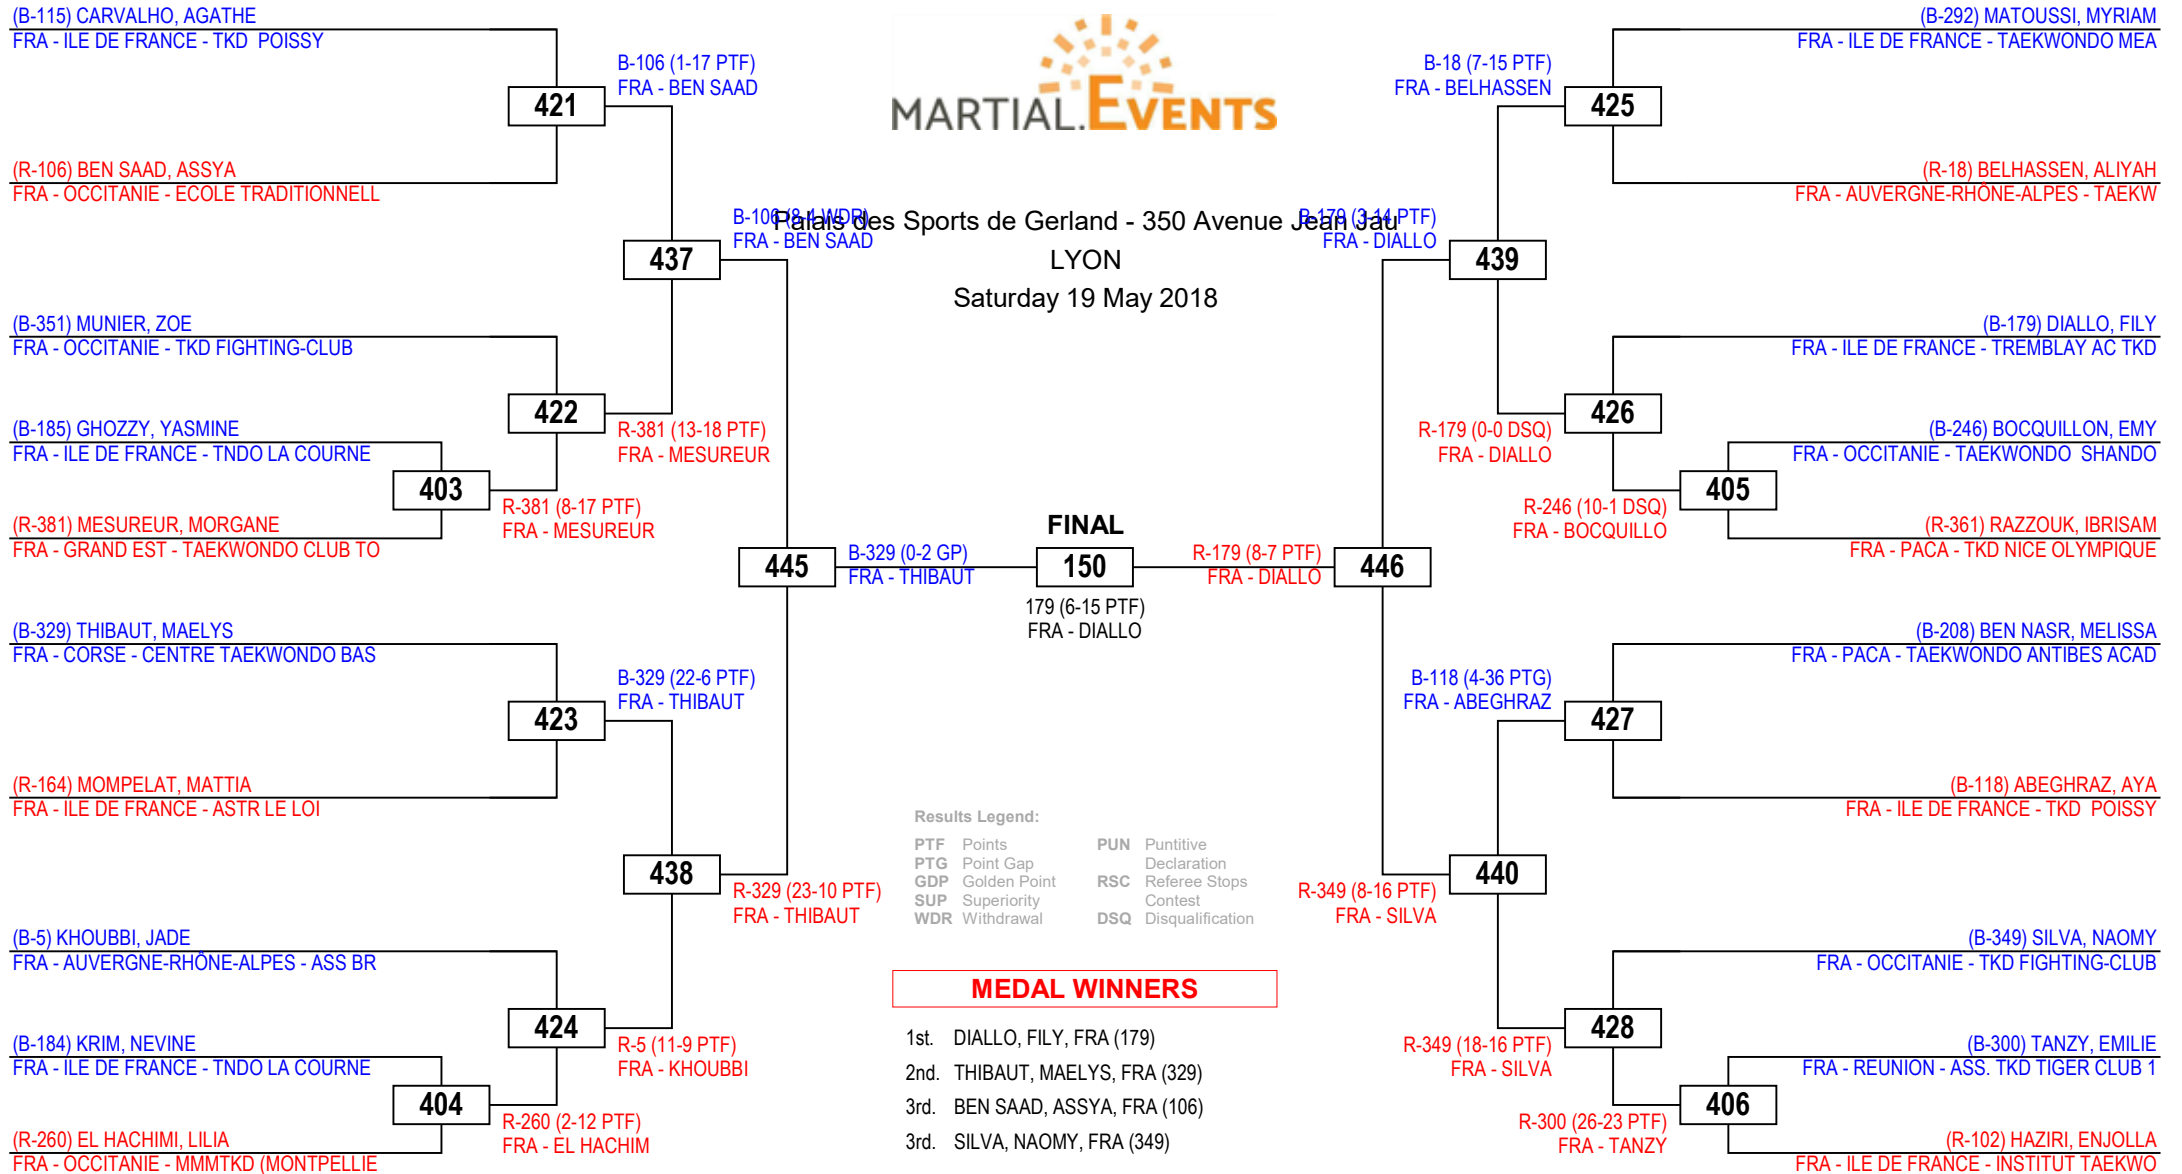 (B-115) CARVALHO, AGATHE
FRA - ILE DE FRANCE - TKD  POISSY
421
B-106 (1-17 PTF)
FRA - BEN SAAD
(R-106) BEN SAAD, ASSYA
FRA - OCCITANIE - ECOLE TRADITIONNELL
437
B-106 (8-4 WDR)
FRA - BEN SAAD
(B-351) MUNIER, ZOE
FRA - OCCITANIE - TKD FIGHTING-CLUB
422
R-381 (13-18 PTF)
FRA - MESUREUR
(B-185) GHOZZY, YASMINE
FRA - ILE DE FRANCE - TNDO LA COURNE
403
R-381 (8-17 PTF)
FRA - MESUREUR
(R-381) MESUREUR, MORGANE
FRA - GRAND EST - TAEKWONDO CLUB TO
445
B-329 (0-2 GP)
FRA - THIBAUT
(B-329) THIBAUT, MAELYS
FRA - CORSE - CENTRE TAEKWONDO BAS
423
B-329 (22-6 PTF)
FRA - THIBAUT
(R-164) MOMPELAT, MATTIA
FRA - ILE DE FRANCE - ASTR LE LOI
438
R-329 (23-10 PTF)
FRA - THIBAUT
(B-5) KHOUBBI, JADE
FRA - AUVERGNE-RHÔNE-ALPES - ASS BR
424
R-5 (11-9 PTF)
FRA - KHOUBBI
(B-184) KRIM, NEVINE
FRA - ILE DE FRANCE - TNDO LA COURNE
404
R-260 (2-12 PTF)
FRA - EL HACHIM
(R-260) EL HACHIMI, LILIA
FRA - OCCITANIE - MMMTKD (MONTPELLIE
MARTIAL.EVENTS
Palais des Sports de Gerland - 350 Avenue Jean Jau
LYON
Saturday 19 May 2018
FINAL
150
179 (6-15 PTF)
FRA - DIALLO
Results Legend:
PTF Points
PTG Point Gap
GDP Golden Point
SUP Superiority
WDR Withdrawal
PUN Puntitive
Declaration
RSC Referee Stops
Contest
DSQ Disqualification
MEDAL WINNERS
1st. DIALLO, FILY, FRA (179)
2nd. THIBAUT, MAELYS, FRA (329)
3rd. BEN SAAD, ASSYA, FRA (106)
3rd. SILVA, NAOMY, FRA (349)
(B-292) MATOUSSI, MYRIAM
FRA - ILE DE FRANCE - TAEKWONDO MEA
B-18 (7-15 PTF)
FRA - BELHASSEN
425
(R-18) BELHASSEN, ALIYAH
FRA - AUVERGNE-RHÔNE-ALPES - TAEKW
B-179 (3-14 PTF)
FRA - DIALLO
439
(B-179) DIALLO, FILY
FRA - ILE DE FRANCE - TREMBLAY AC TKD
426
R-179 (0-0 DSQ)
FRA - DIALLO
(B-246) BOCQUILLON, EMY
FRA - OCCITANIE - TAEKWONDO  SHANDO
405
R-246 (10-1 DSQ)
FRA - BOCQUILLO
(R-361) RAZZOUK, IBRISAM
FRA - PACA - TKD NICE OLYMPIQUE
R-179 (8-7 PTF)
FRA - DIALLO
446
(B-208) BEN NASR, MELISSA
FRA - PACA - TAEKWONDO ANTIBES ACAD
B-118 (4-36 PTG)
FRA - ABEGHRAZ
427
(B-118) ABEGHRAZ, AYA
FRA - ILE DE FRANCE - TKD  POISSY
440
R-349 (8-16 PTF)
FRA - SILVA
(B-349) SILVA, NAOMY
FRA - OCCITANIE - TKD FIGHTING-CLUB
428
R-349 (18-16 PTF)
FRA - SILVA
(B-300) TANZY, EMILIE
FRA - REUNION - ASS. TKD TIGER CLUB 1
406
R-300 (26-23 PTF)
FRA - TANZY
(R-102) HAZIRI, ENJOLLA
FRA - ILE DE FRANCE - INSTITUT TAEKWO